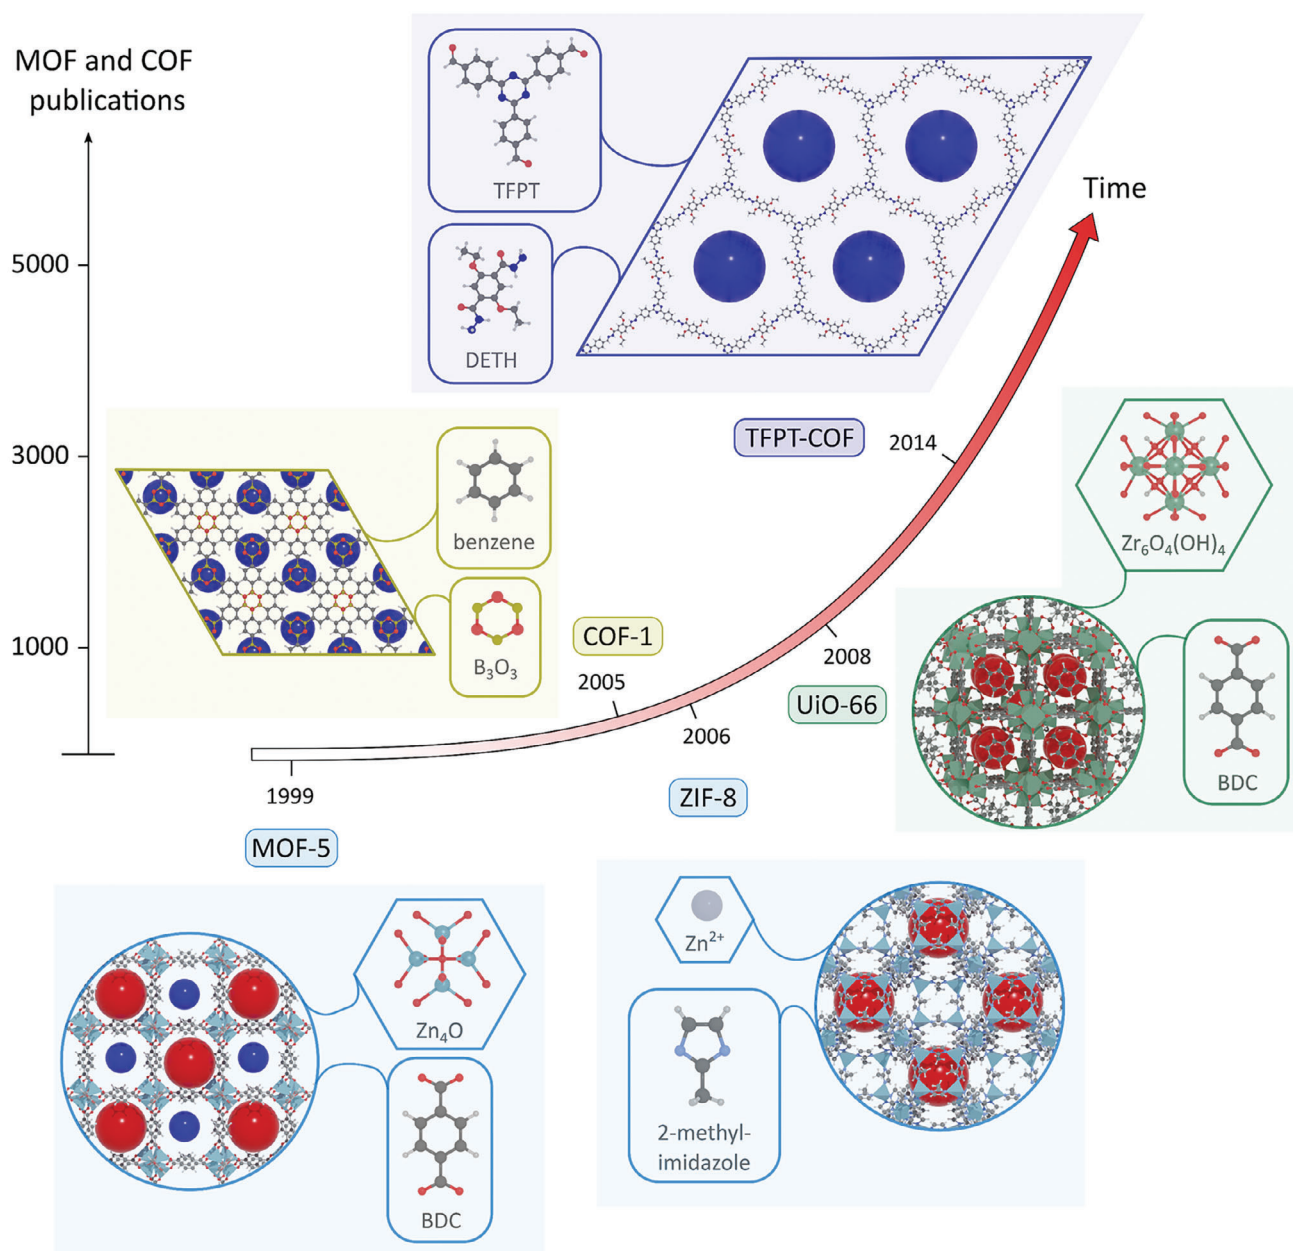 MOF and COF
publications
5000
3000
1000
Time
TFPT
DETH
TFPT-COF
2014
benzene
B₃O₃
COF-1
2005
2006
2008
UiO-66
Zr₆O₄(OH)₄
BDC
1999
MOF-5
ZIF-8
Zn₄O
BDC
Zn²⁺
2-methyl-
imidazole